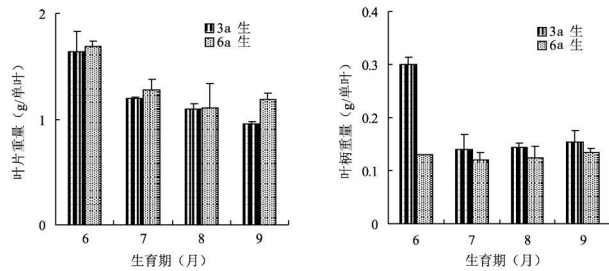 2
3a 生
6a 生
1
0
6
7
8
9
叶片重量（g/单叶）
生育期（月）
0.4
3a 生
6a 生
0.3
0.2
0.1
0
6
7
8
9
叶柄重量（g/单叶）
生育期（月）